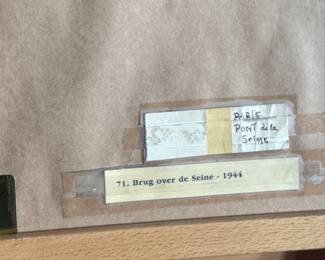 PARIS
PONT de la
Seine
71. Brug over de Seine - 1944